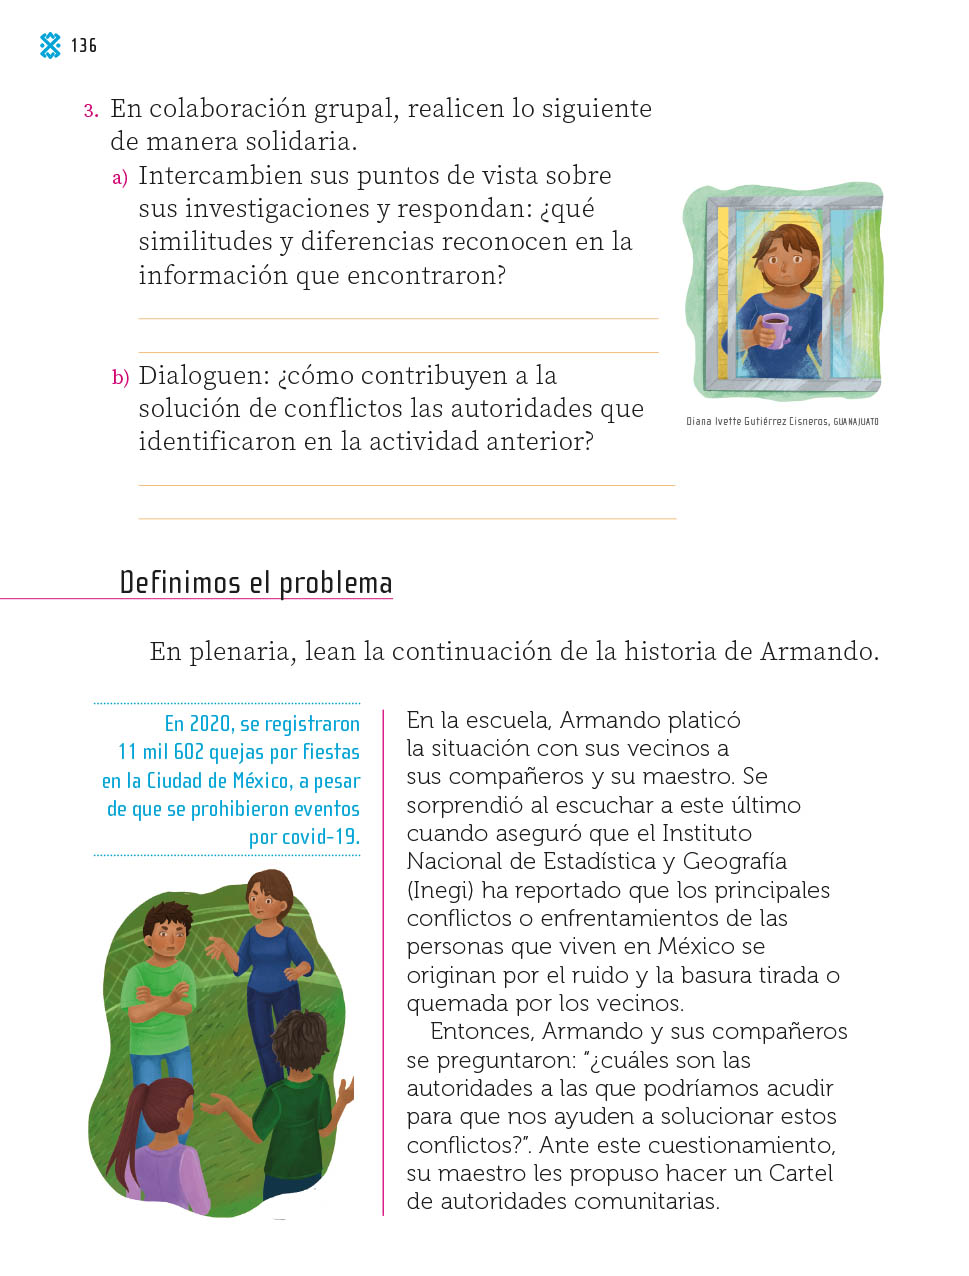 136
3. En colaboración grupal, realicen lo siguiente
de manera solidaria.
a) Intercambien sus puntos de vista sobre
sus investigaciones y respondan: ¿qué
similitudes y diferencias reconocen en la
información que encontraron?
b) Dialoguen: ¿cómo contribuyen a la
solución de conflictos las autoridades que
identificaron en la actividad anterior?
Diana Ivette Gutiérrez Cisneros, GUANAJUATO
Definimos el problema
En plenaria, lean la continuación de la historia de Armando.
En 2020, se registraron
11 mil 602 quejas por fiestas
en la Ciudad de México, a pesar
de que se prohibieron eventos
por covid-19.
En la escuela, Armando platicó
la situación con sus vecinos a
sus compañeros y su maestro. Se
sorprendió al escuchar a este último
cuando aseguró que el Instituto
Nacional de Estadística y Geografía
(Inegi) ha reportado que los principales
conflictos o enfrentamientos de las
personas que viven en México se
originan por el ruido y la basura tirada o
quemada por los vecinos.
Entonces, Armando y sus compañeros
se preguntaron: “¿cuáles son las
autoridades a las que podríamos acudir
para que nos ayuden a solucionar estos
conflictos?”. Ante este cuestionamiento,
su maestro les propuso hacer un Cartel
de autoridades comunitarias.